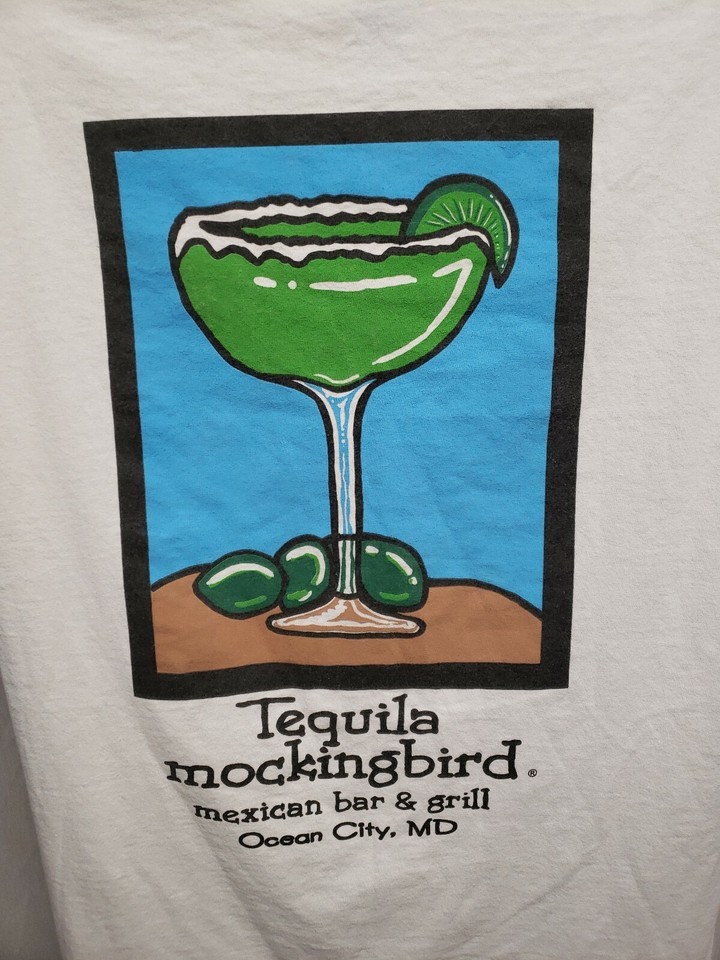 Tequila
mockingbird®
mexican bar & grill
Ocean City, MD